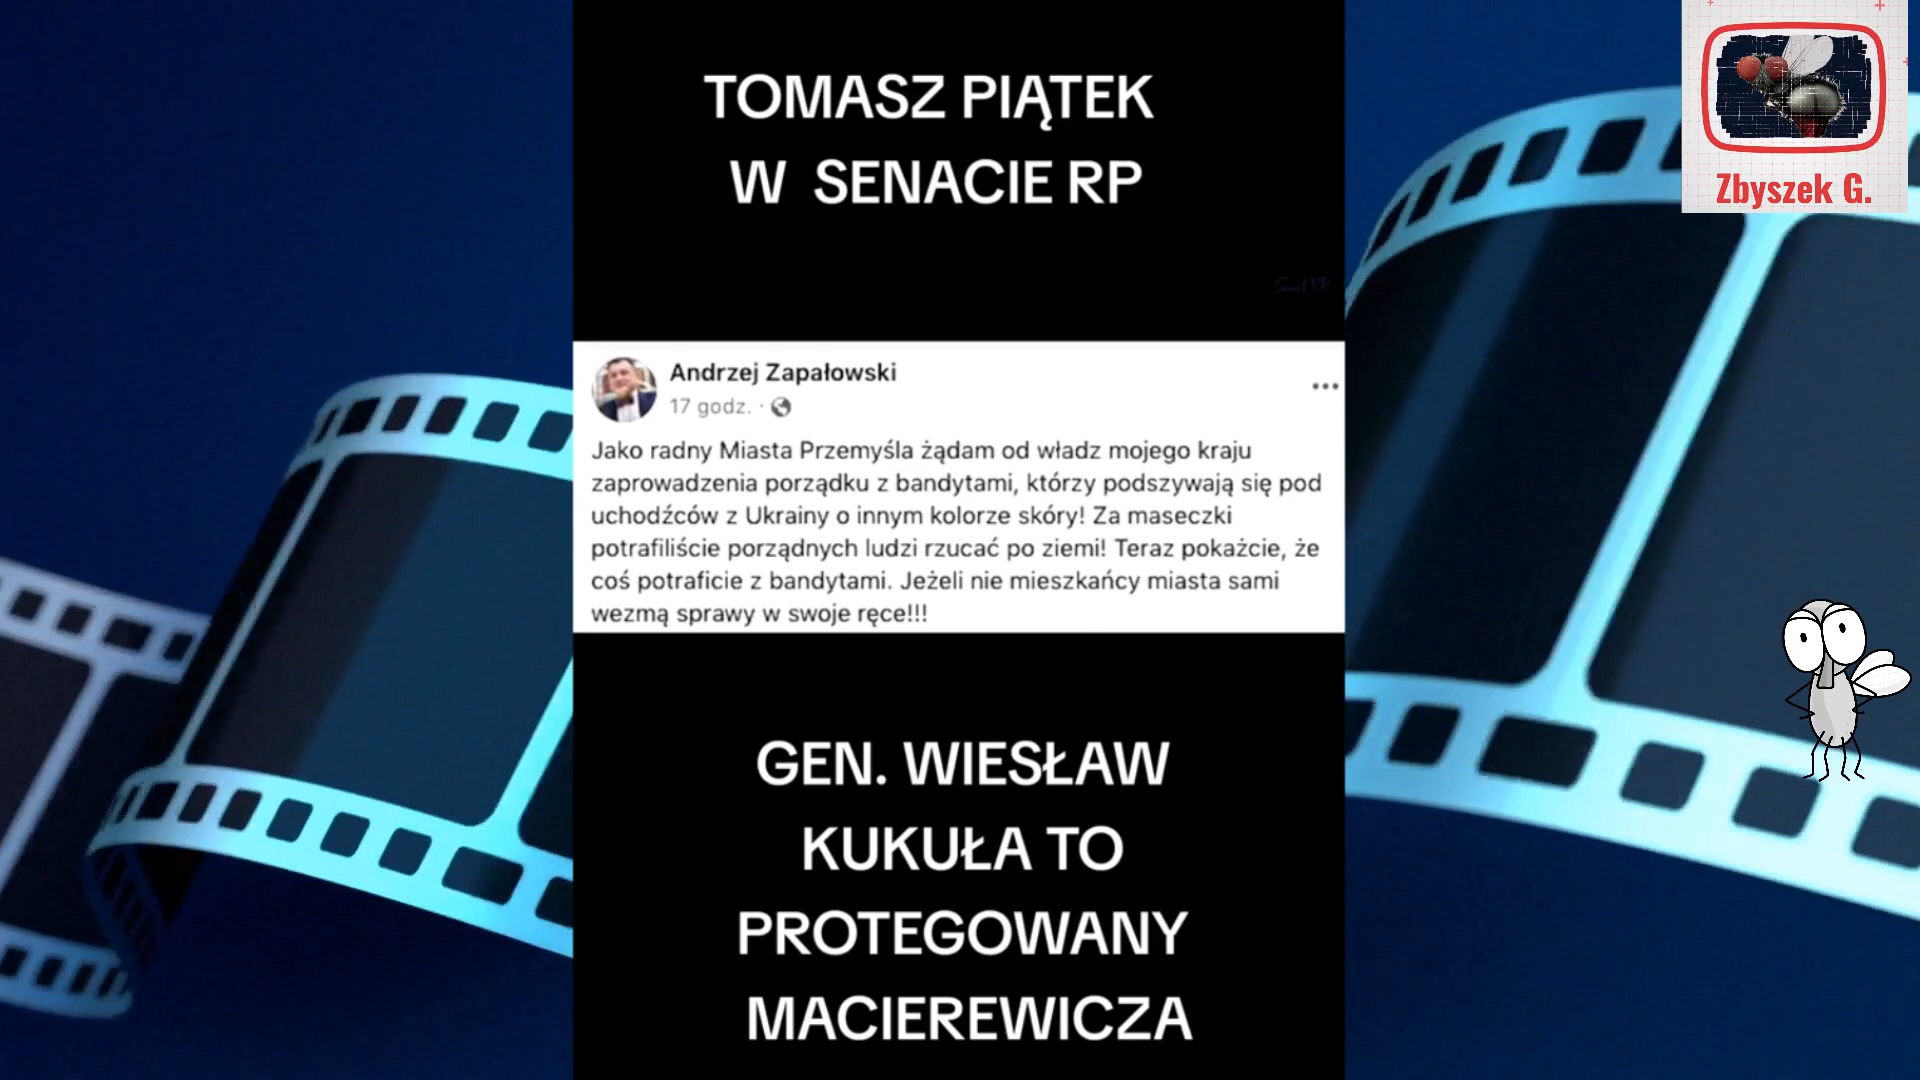 TOMASZ PIĄTEK
W SENACIE RP
Zbyszek G.
Senat RP
Andrzej Zapałowski
17 godz. ·
Jako radny Miasta Przemyśla żądam od władz mojego kraju
zaprowadzenia porządku z bandytami, którzy podszywają się pod
uchodźców z Ukrainy o innym kolorze skóry! Za maseczki
potrafiliście porządnych ludzi rzucać po ziemi! Teraz pokażcie, że
coś potraficie z bandytami. Jeżeli nie mieszkańcy miasta sami
wezmą sprawy w swoje ręce!!!
GEN. WIESŁAW
KUKUŁA TO
PROTEGOWANY
MACIEREWICZA